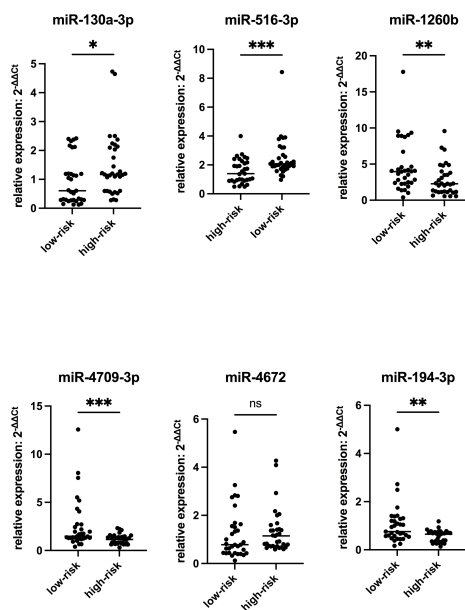 miR-130a-3p
relative expression: 2-ΔΔCt
*
5
4
3
2
1
0
low-risk
high-risk
miR-516-3p
relative expression: 2-ΔΔCt
***
10
8
6
4
2
0
high-risk
low-risk
miR-1260b
relative expression: 2-ΔΔCt
**
20
15
10
5
0
low-risk
high-risk
miR-4709-3p
relative expression: 2-ΔΔCt
***
15
10
5
0
low-risk
high-risk
miR-4672
relative expression: 2-ΔΔCt
ns
6
4
2
0
low-risk
high-risk
miR-194-3p
relative expression: 2-ΔΔCt
**
6
4
2
0
low-risk
high-risk